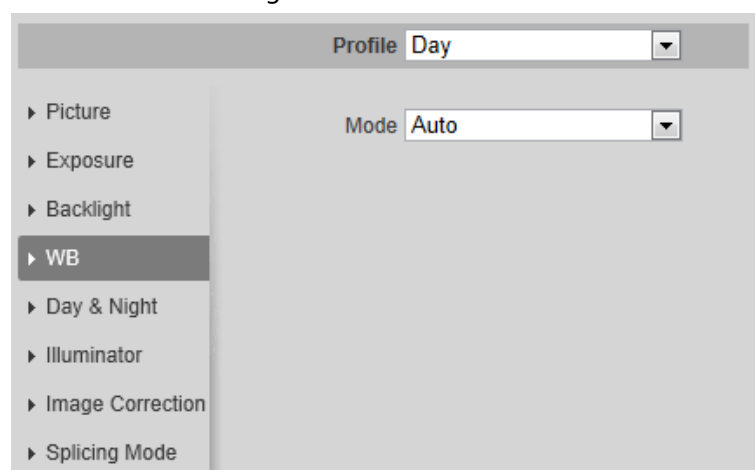 Profile Day
Picture
Mode Auto
Exposure
Backlight
WB
Day & Night
Illuminator
Image Correction
Splicing Mode